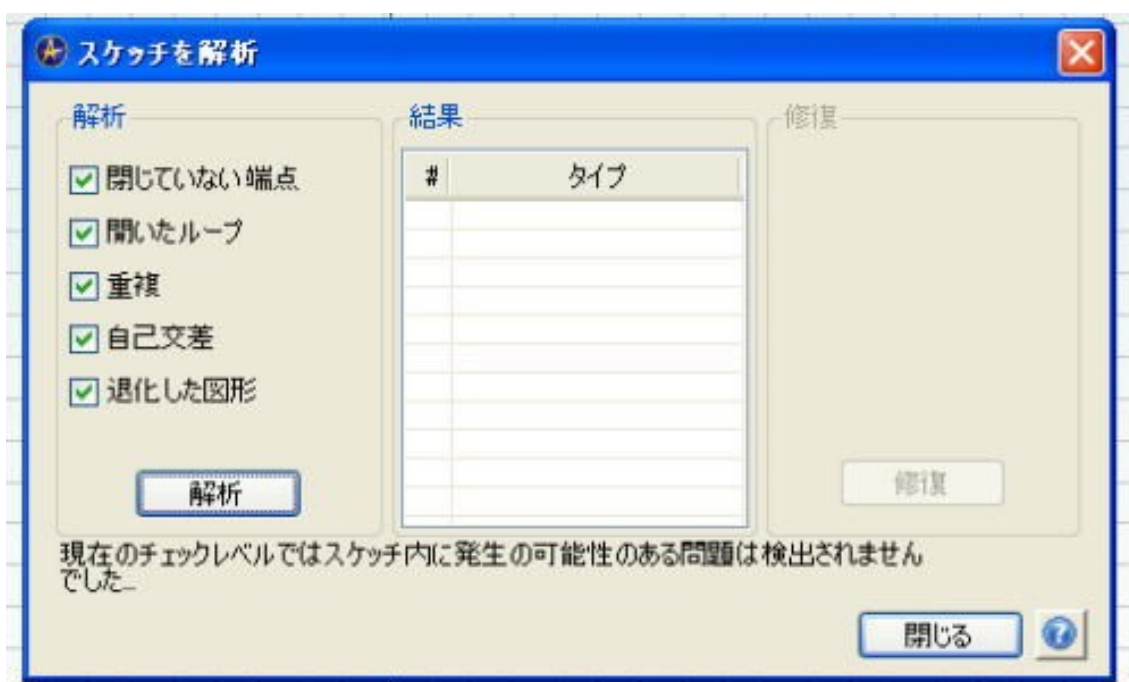 スケッチを解析
解析
結果
修復
閉じていない端点
開いたループ
重複
自己交差
退化した図形
# タイプ
解析
修復
現在のチェックレベルではスケッチ内に発生の可能性のある問題は検出されません
でした...
閉じる